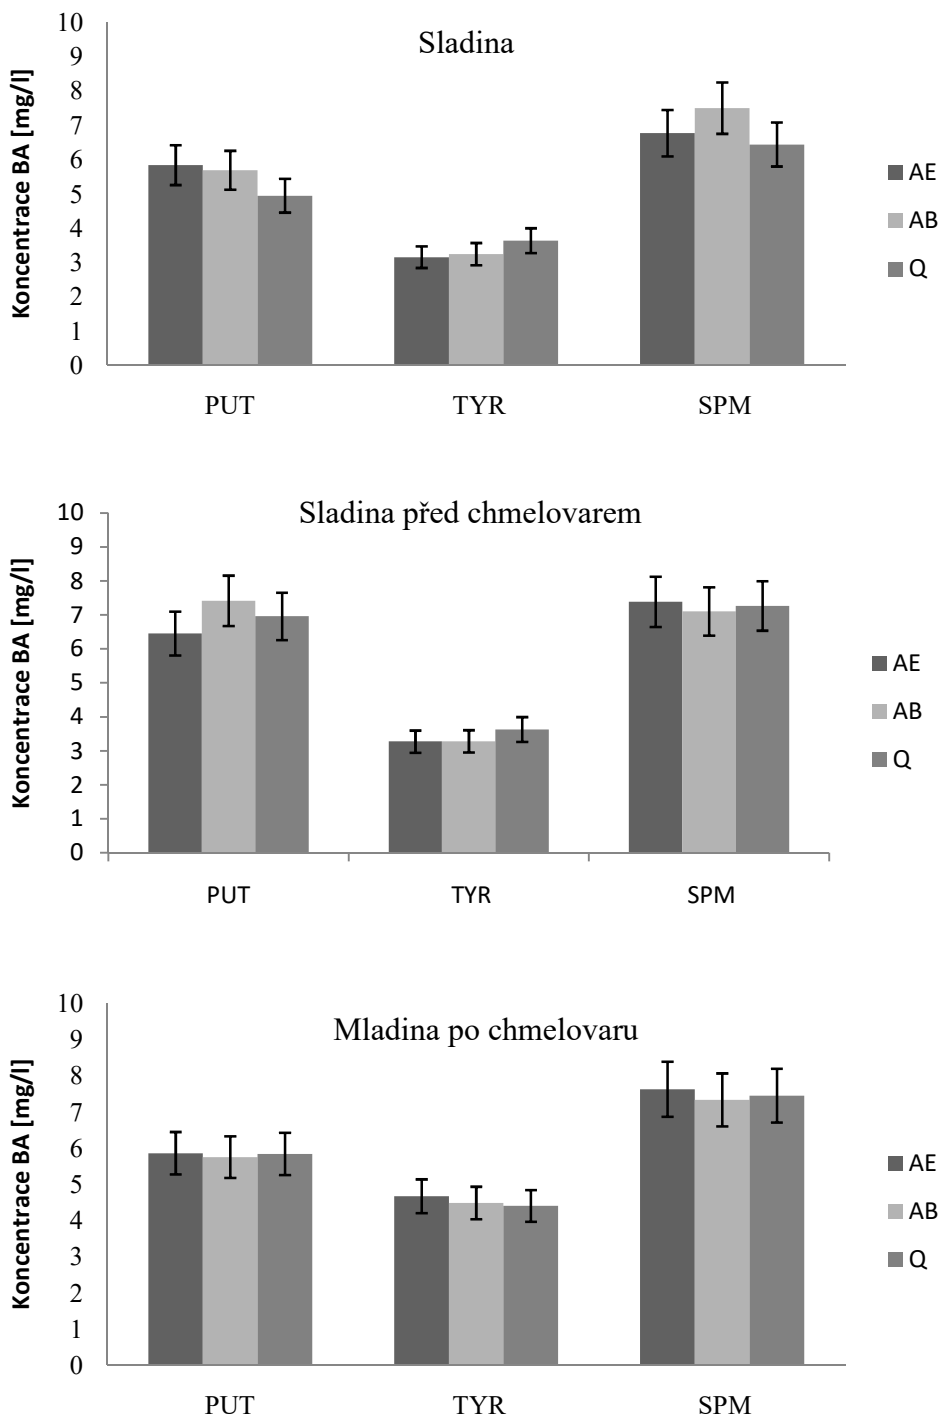 Sladina
Koncentrace BA [mg/l]
10
9
8
7
6
5
4
3
2
1
0
PUT TYR SPM
AE
AB
Q
Sladina před chmelovarem
Koncentrace BA [mg/l]
10
9
8
7
6
5
4
3
2
1
0
PUT TYR SPM
AE
AB
Q
Mladina po chmelovaru
Koncentrace BA [mg/l]
10
9
8
7
6
5
4
3
2
1
0
PUT TYR SPM
AE
AB
Q